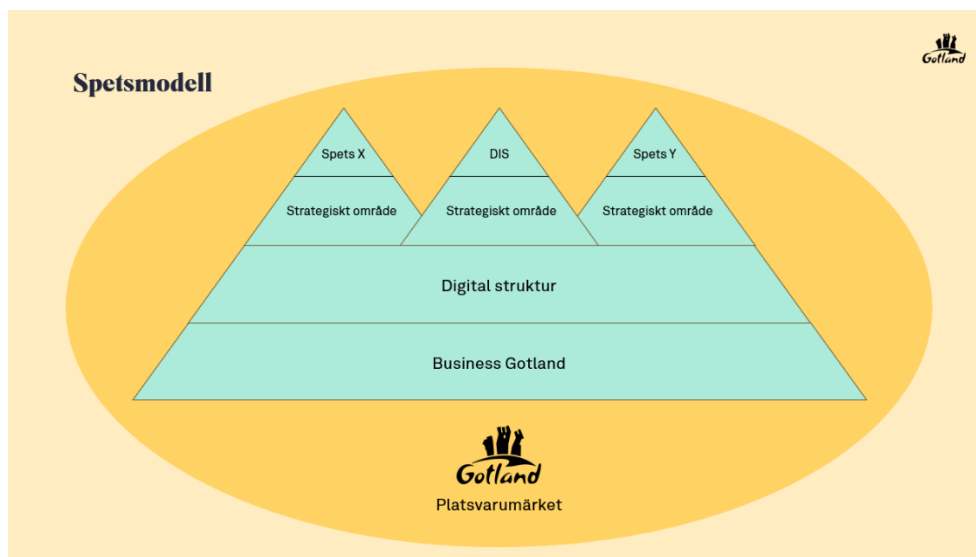 Gotland
Spetsmodell
Spets X
DIS
Spets Y
Strategiskt område
Strategiskt område
Strategiskt område
Digital struktur
Business Gotland
Gotland
Platsvarumärket